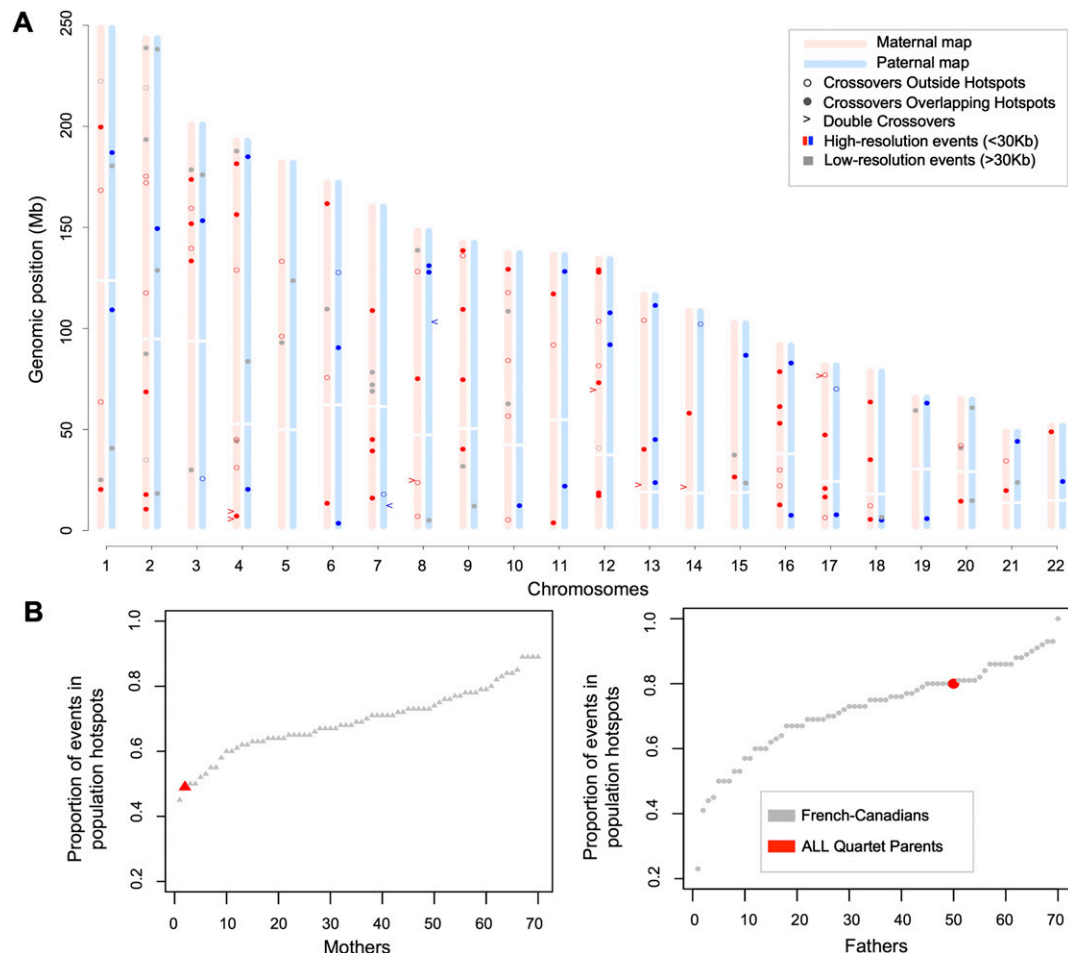 A
250
200
150
100
50
0
Genomic position (Mb)
Maternal map
Paternal map
Crossovers Outside Hotspots
Crossovers Overlapping Hotspots
> Double Crossovers
High-resolution events (<30Kb)
Low-resolution events (>30Kb)
1 2 3 4 5 6 7 8 9 10 11 12 13 14 15 16 17 18 19 20 21 22
Chromosomes
B
Proportion of events in
population hotspots
1.0
0.8
0.6
0.4
0.2
0 10 20 30 40 50 60 70
Mothers
Proportion of events in
population hotspots
1.0
0.8
0.6
0.4
0.2
French-Canadians
ALL Quartet Parents
0 10 20 30 40 50 60 70
Fathers